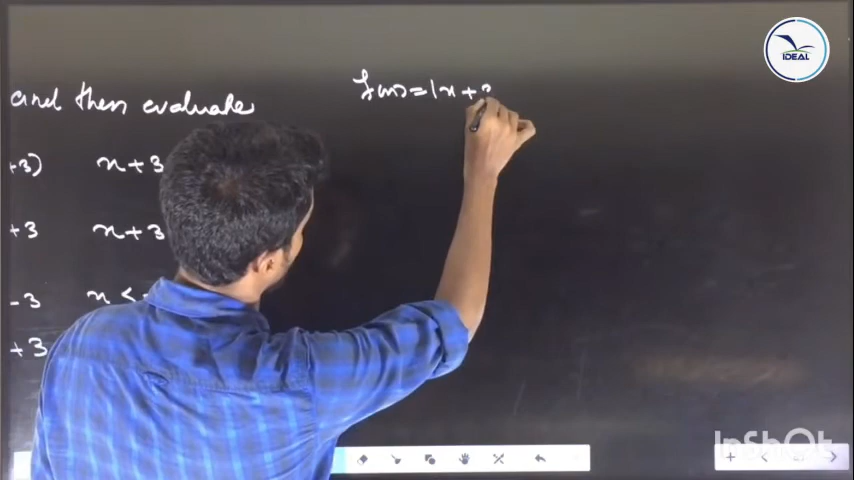 and then evaluate
f(x)=|x+3
+3)
x+3
+3
x+3
-3
x<
+3
IDEAL
InShOt